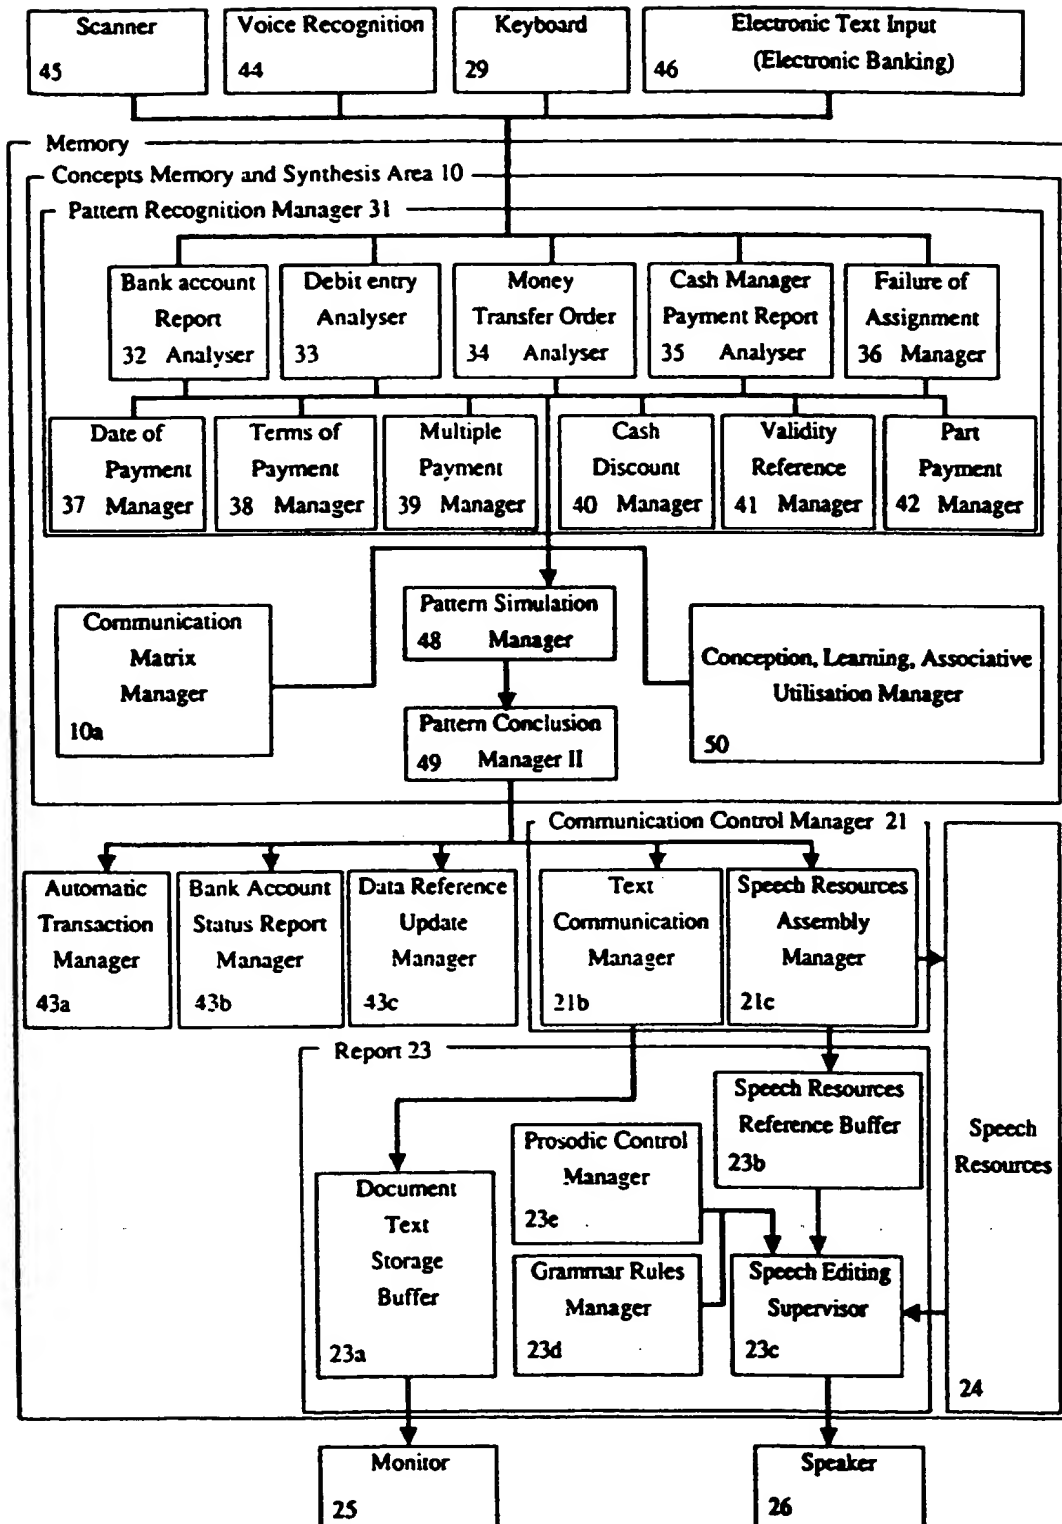 Scanner
45
Voice Recognition
44
Keyboard
29
Electronic Text Input
46 (Electronic Banking)
Memory
Concepts Memory and Synthesis Area 10
Pattern Recognition Manager 31
Bank account
Report
32 Analyser
Debit entry
Analyser
33
Money
Transfer Order
34 Analyser
Cash Manager
Payment Report
35 Analyser
Failure of
Assignment
36 Manager
Date of
Payment
37 Manager
Terms of
Payment
38 Manager
Multiple
Payment
39 Manager
Cash
Discount
40 Manager
Validity
Reference
41 Manager
Part
Payment
42 Manager
Communication
Matrix
Manager
10a
Pattern Simulation
48 Manager
Conception, Learning, Associative
Utilisation Manager
50
Pattern Conclusion
49 Manager II
Communication Control Manager 21
Automatic
Transaction
Manager
43a
Bank Account
Status Report
Manager
43b
Data Reference
Update
Manager
43c
Text
Communication
Manager
21b
Speech Resources
Assembly
Manager
21c
Speech
Resources
24
Report 23
Speech Resources
Reference Buffer
23b
Prosodic Control
Manager
23e
Document
Text
Storage
Buffer
23a
Grammar Rules
Manager
23d
Speech Editing
Supervisor
23c
Monitor
25
Speaker
26